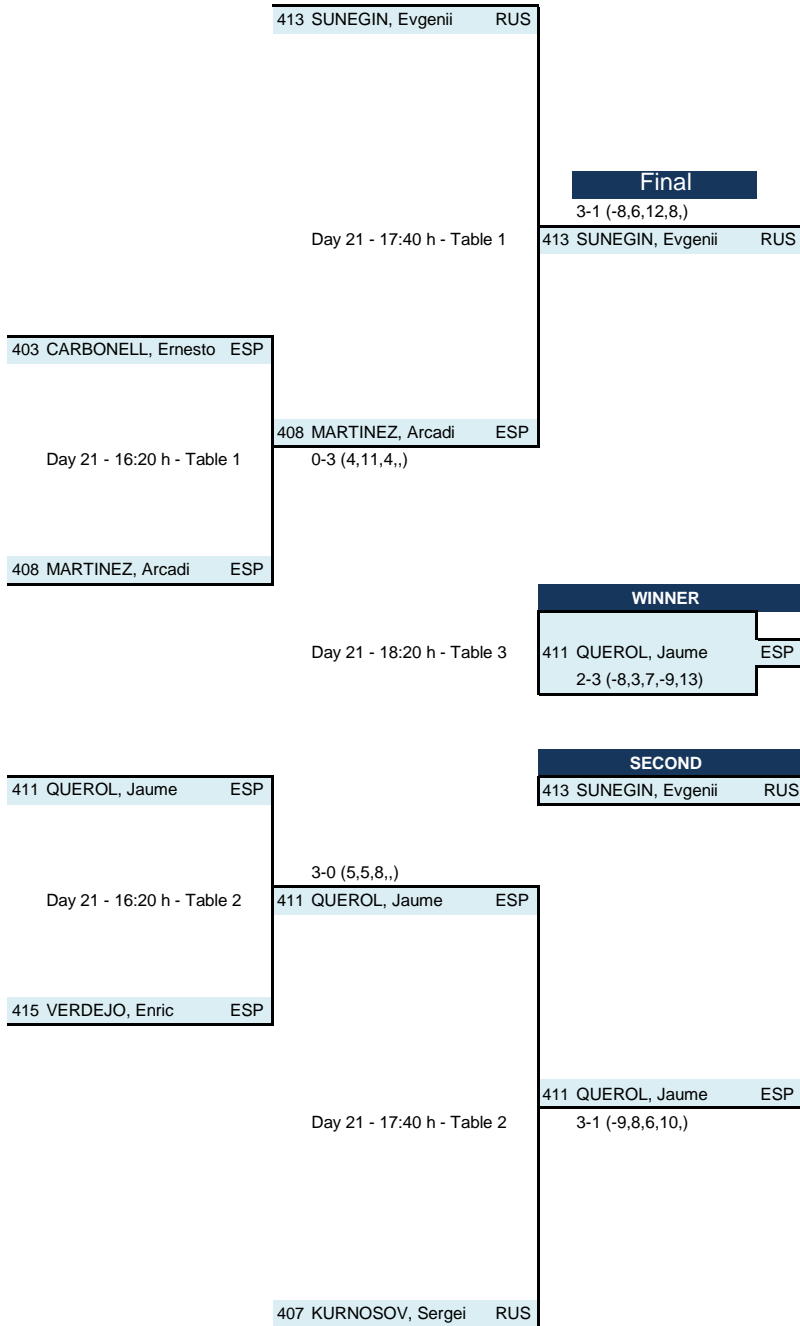 413 SUNEGIN, Evgenii RUS
Final
3-1 (-8,6,12,8,)
Day 21 - 17:40 h - Table 1
413 SUNEGIN, Evgenii RUS
403 CARBONELL, Ernesto ESP
408 MARTINEZ, Arcadi ESP
Day 21 - 16:20 h - Table 1
0-3 (4,11,4,,)
408 MARTINEZ, Arcadi ESP
WINNER
Day 21 - 18:20 h - Table 3
411 QUEROL, Jaume ESP
2-3 (-8,3,7,-9,13)
SECOND
411 QUEROL, Jaume ESP
413 SUNEGIN, Evgenii RUS
3-0 (5,5,8,,)
Day 21 - 16:20 h - Table 2
411 QUEROL, Jaume ESP
415 VERDEJO, Enric ESP
411 QUEROL, Jaume ESP
Day 21 - 17:40 h - Table 2
3-1 (-9,8,6,10,)
407 KURNOSOV, Sergei RUS